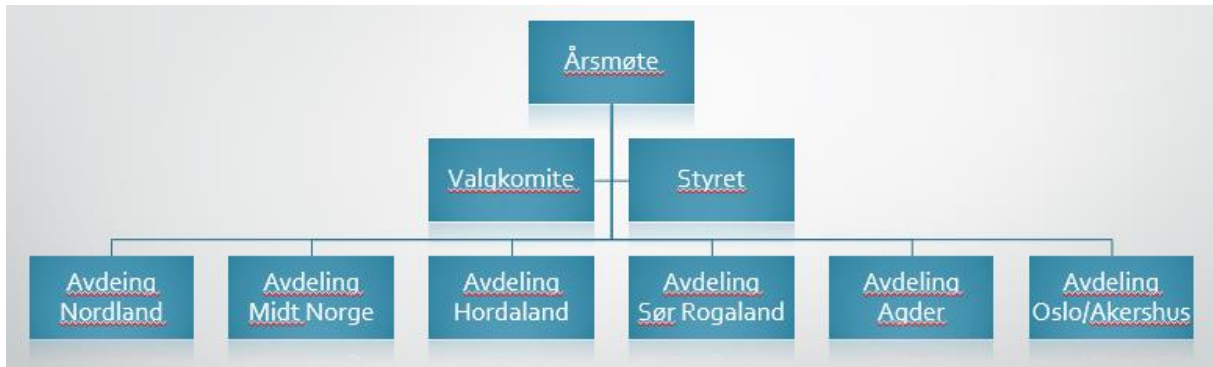 Årsmøte
Valgkomite
Styret
Avdeing
Nordland
Avdeling
Midt Norge
Avdeling
Hordaland
Avdeling
Sør Rogaland
Avdeling
Agder
Avdeling
Oslo/Akershus